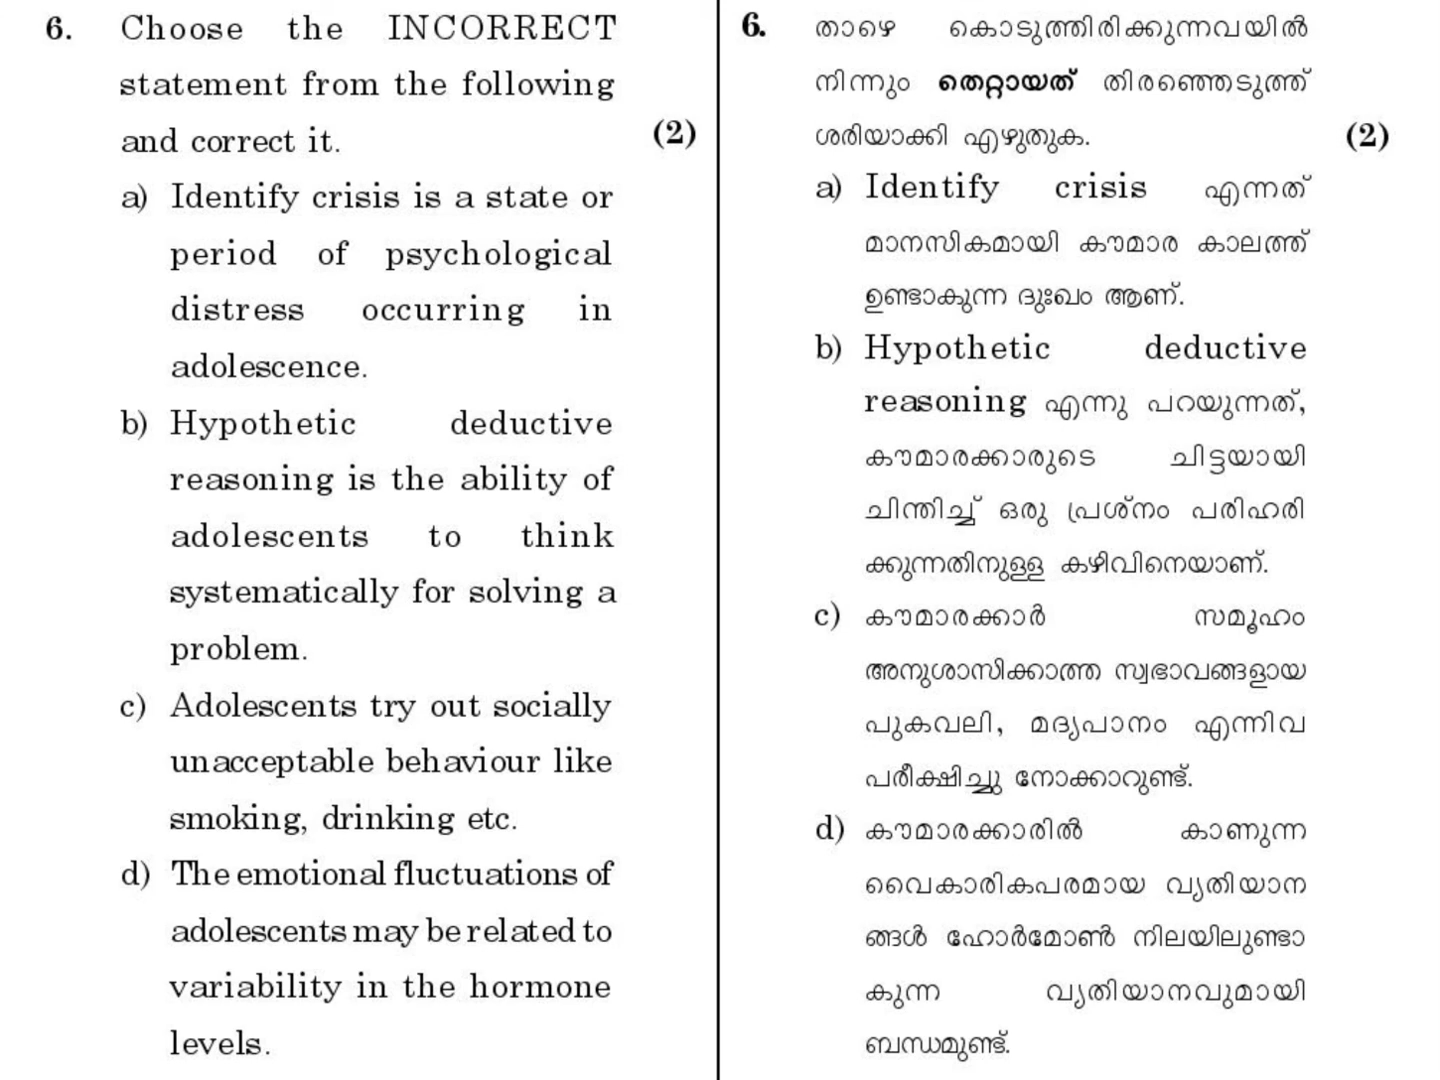 6. Choose the INCORRECT
statement from the following
and correct it. (2)
a) Identify crisis is a state or
period of psychological
distress occurring in
adolescence.
b) Hypothetic deductive
reasoning is the ability of
adolescents to think
systematically for solving a
problem.
c) Adolescents try out socially
unacceptable behaviour like
smoking, drinking etc.
d) The emotional fluctuations of
adolescents may be related to
variability in the hormone
levels.
6. താഴെ കൊടുത്തിരിക്കുന്നവയിൽ
നിന്നും തെറ്റായത് തിരഞ്ഞെടുത്ത്
ശരിയാക്കി എഴുതുക. (2)
a) Identify crisis എന്നത്
മാനസികമായി കൗമാര കാലത്ത്
ഉണ്ടാകുന്ന ദുഃഖം ആണ്.
b) Hypothetic deductive
reasoning എന്നു പറയുന്നത്,
കൗമാരക്കാരുടെ ചിട്ടയായി
ചിന്തിച്ച് ഒരു പ്രശ്നം പരിഹരി
ക്കുന്നതിനുള്ള കഴിവിനെയാണ്.
c) കൗമാരക്കാർ സമൂഹം
അനുശാസിക്കാത്ത സ്വഭാവങ്ങളായ
പുകവലി, മദ്യപാനം എന്നിവ
പരീക്ഷിച്ചു നോക്കാറുണ്ട്.
d) കൗമാരക്കാരിൽ കാണുന്ന
വൈകാരികപരമായ വ്യതിയാന
ങ്ങൾ ഹോർമോൺ നിലയിലുണ്ടാ
കുന്ന വ്യതിയാനവുമായി
ബന്ധമുണ്ട്.